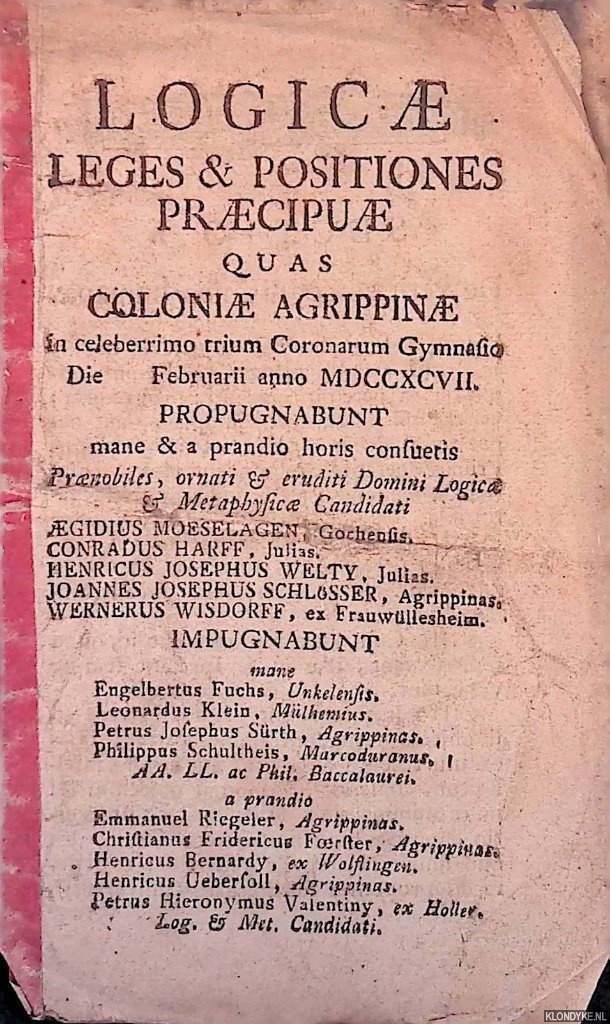 LOGICÆ
LEGES & POSITIONES
PRÆCIPUÆ
QUAS
COLONIÆ AGRIPPINÆ
in celeberrimo trium Coronarum Gymnaſio
Die Februarii anno MDCCXCVII.
PROPUGNABUNT
mane & a prandio horis conſuetis
Prænobiles, ornati & eruditi Domini Logicæ
& Metaphyſicæ Candidati
ÆGIDIUS MOESELAGEN, Gochenſis.
CONRADUS HARFF, Julias.
HENRICUS JOSEPHUS WELTY, Julias.
JOANNES JOSEPHUS SCHLöSSER, Agrippinas.
WERNERUS WISDORFF, ex Frauwüllesheim.
IMPUGNABUNT
mane
Engelbertus Fuchs, Unkelenſis.
Leonardus Klein, Mülhemius.
Petrus Joſephus Sürth, Agrippinas.
Philippus Schultheis, Marcoduranus.
AA. LL. ac Phil. Baccalaurei.
a prandio
Emmanuel Riegeler, Agrippinas.
Chriſtianus Fridericus Fœrſter, Agrippinas.
Henricus Bernardy, ex Wolflingen.
Henricus Ueberſoll, Agrippinas.
Petrus Hieronymus Valentiny, ex Holler.
Log. & Met. Candidati.
KLONDYKE.NL